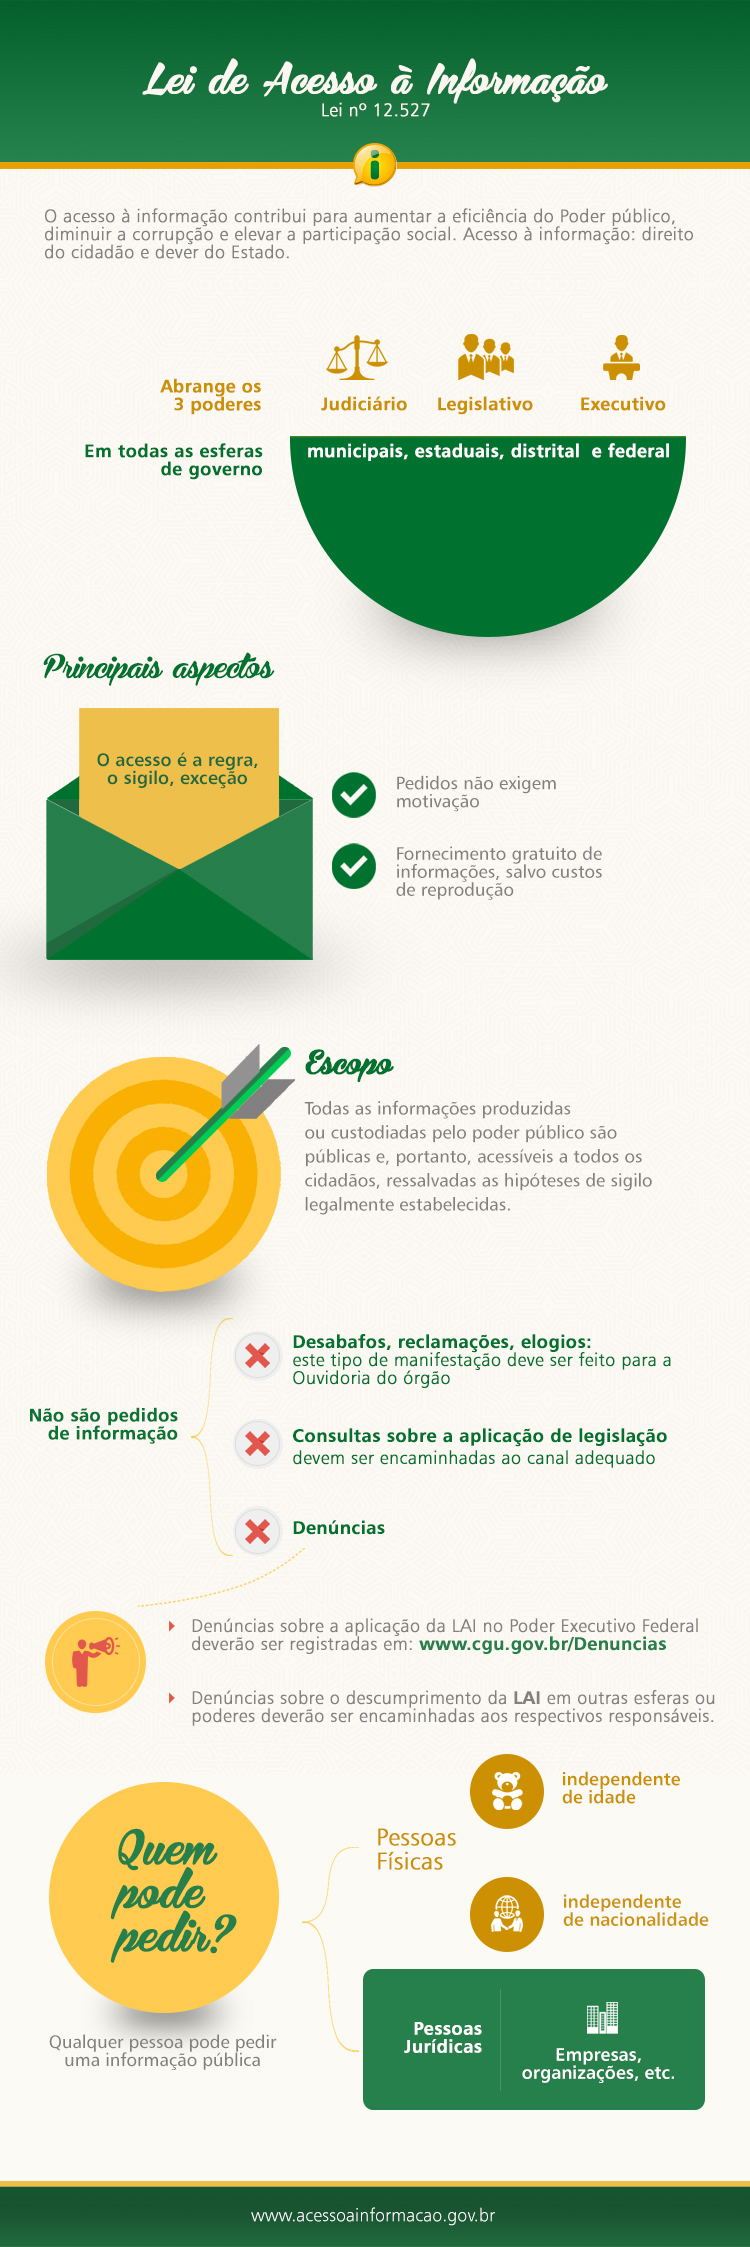 Lei de Acesso à Informação
Lei nº 12.527
i
O acesso à informação contribui para aumentar a eficiência do Poder público,
diminuir a corrupção e elevar a participação social. Acesso à informação: direito
do cidadão e dever do Estado.
Abrange os
3 poderes
Judiciário
Legislativo
Executivo
Em todas as esferas
de governo
municipais, estaduais, distrital e federal
Principais aspectos
O acesso é a regra,
o sigilo, exceção
Pedidos não exigem
motivação
Fornecimento gratuito de
informações, salvo custos
de reprodução
Escopo
Todas as informações produzidas
ou custodiadas pelo poder público são
públicas e, portanto, acessíveis a todos os
cidadãos, ressalvadas as hipóteses de sigilo
legalmente estabelecidas.
Não são pedidos
de informação
Desabafos, reclamações, elogios:
este tipo de manifestação deve ser feito para a
Ouvidoria do órgão
Consultas sobre a aplicação de legislação
devem ser encaminhadas ao canal adequado
Denúncias
Denúncias sobre a aplicação da LAI no Poder Executivo Federal
deverão ser registradas em: www.cgu.gov.br/Denuncias
Denúncias sobre o descumprimento da LAI em outras esferas ou
poderes deverão ser encaminhadas aos respectivos responsáveis.
Quem
pode
pedir?
Qualquer pessoa pode pedir
uma informação pública
Pessoas
Físicas
independente
de idade
independente
de nacionalidade
Pessoas
Jurídicas
Empresas,
organizações, etc.
www.acessoainformacao.gov.br